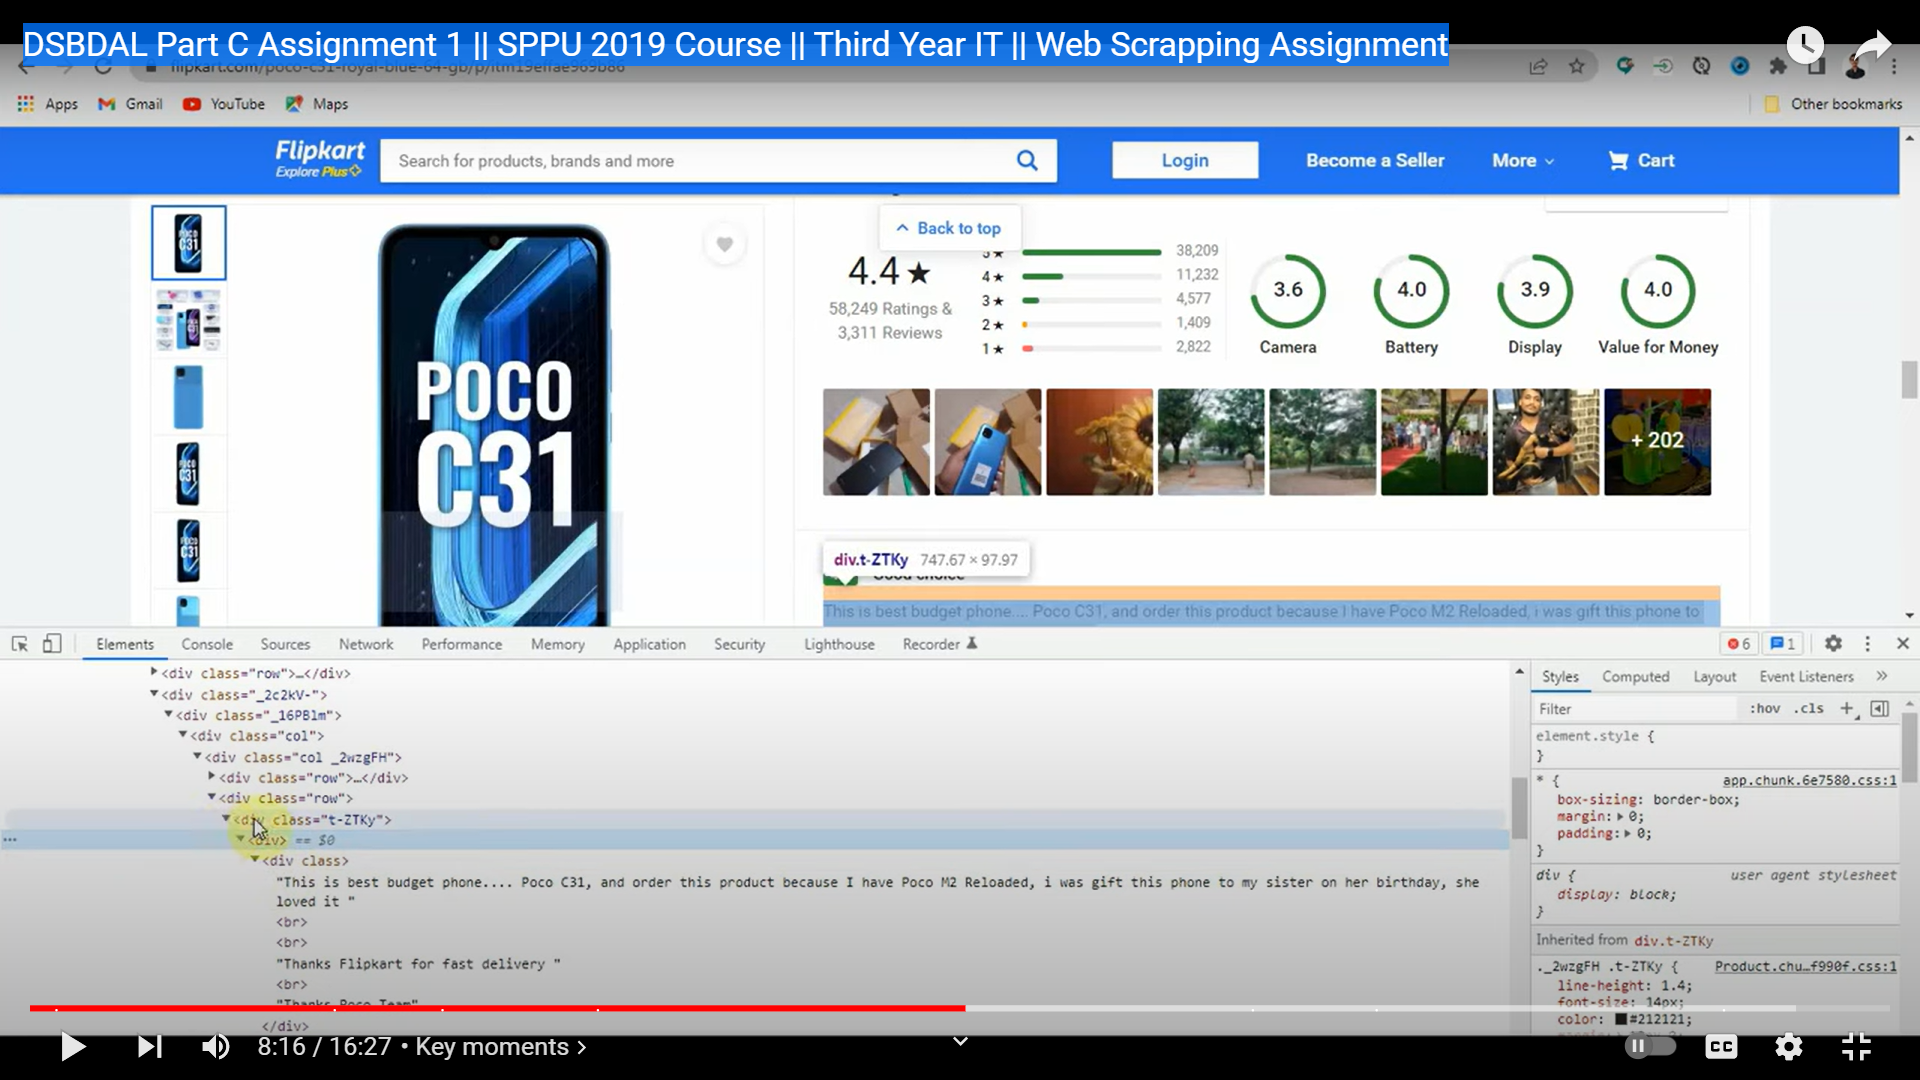 DSBDAL Part C Assignment 1 || SPPU 2019 Course || Third Year IT || Web Scrapping Assignment
flipkart.com/poco-c31-royal-blue-64-gb/p/itm19effae969b86
Apps Gmail YouTube Maps Other bookmarks
Flipkart
Explore Plus
Search for products, brands and more
Login
Become a Seller
More
Cart
POCO
C31
Back to top
4.4 ★
58,249 Ratings &
3,311 Reviews
5★ 38,209
4★ 11,232
3★ 4,577
2★ 1,409
1★ 2,822
3.6 4.0 3.9 4.0
Camera Battery Display Value for Money
+ 202
div.t-ZTKy 747.67 × 97.97
Good choice
This is best budget phone.... Poco C31, and order this product because I have Poco M2 Reloaded, i was gift this phone to
Elements Console Sources Network Performance Memory Application Security Lighthouse Recorder 6 1
<div class="row">…</div>
<div class="_2c2kV-">
<div class="_16PBlm">
<div class="col">
<div class="col _2wzgFH">
<div class="row">…</div>
<div class="row">
<div class="t-ZTKy">
<div> == $0
<div class>
"This is best budget phone.... Poco C31, and order this product because I have Poco M2 Reloaded, i was gift this phone to my sister on her birthday, she
loved it "
<br>
<br>
"Thanks Flipkart for fast delivery "
<br>
"Thanks Poco Team"
</div>
Styles Computed Layout Event Listeners »
Filter :hov .cls +
element.style {
}
* { app.chunk.6e7580.css:1
box-sizing: border-box;
margin: 0;
padding: 0;
}
div { user agent stylesheet
display: block;
}
Inherited from div.t-ZTKy
._2wzgFH .t-ZTKy { Product.chu…f990f.css:1
line-height: 1.4;
font-size: 14px;
color: #212121;
8:16 / 16:27 • Key moments ›
CC